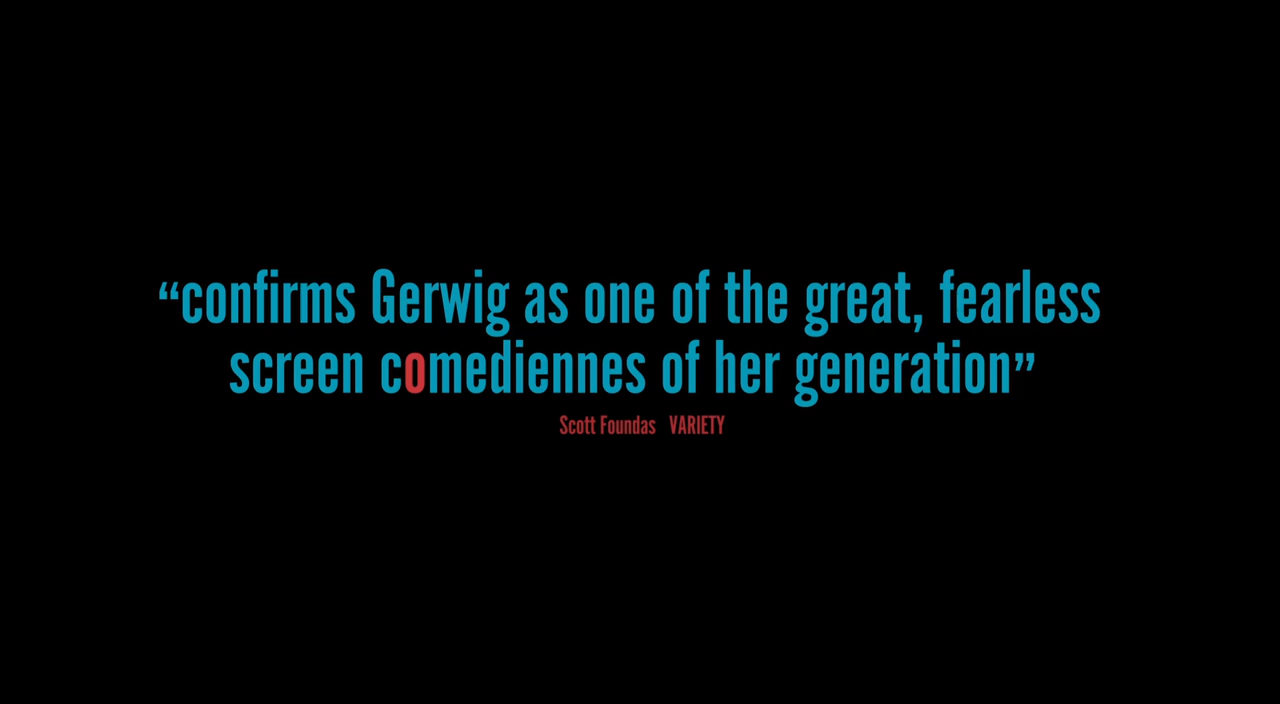 “confirms Gerwig as one of the great, fearless
screen comediennes of her generation”
Scott Foundas VARIETY